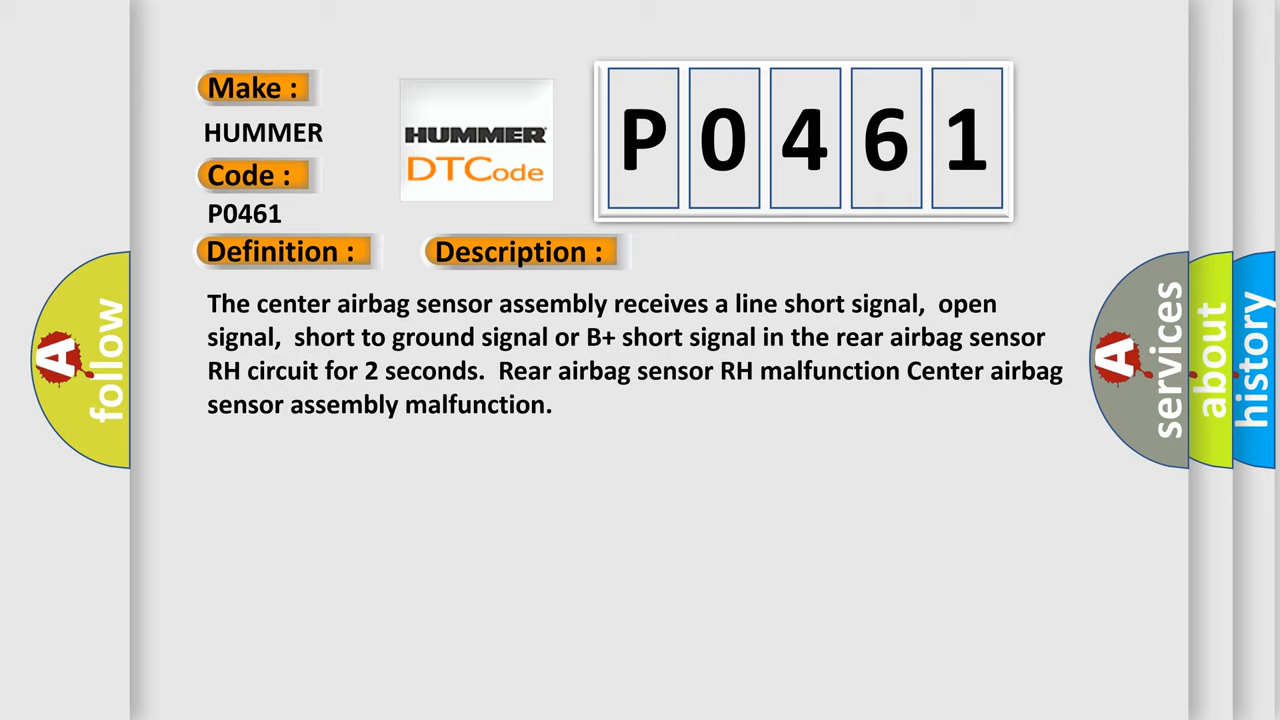 Make :
HUMMER
Code :
P0461
Definition :
Description :
HUMMER
DTCode
P0461
The center airbag sensor assembly receives a line short signal, open
signal, short to ground signal or B+ short signal in the rear airbag sensor
RH circuit for 2 seconds Rear airbag sensor RH malfunction Center airbag
sensor assembly malfunction.
A
follow
A
services
about
history